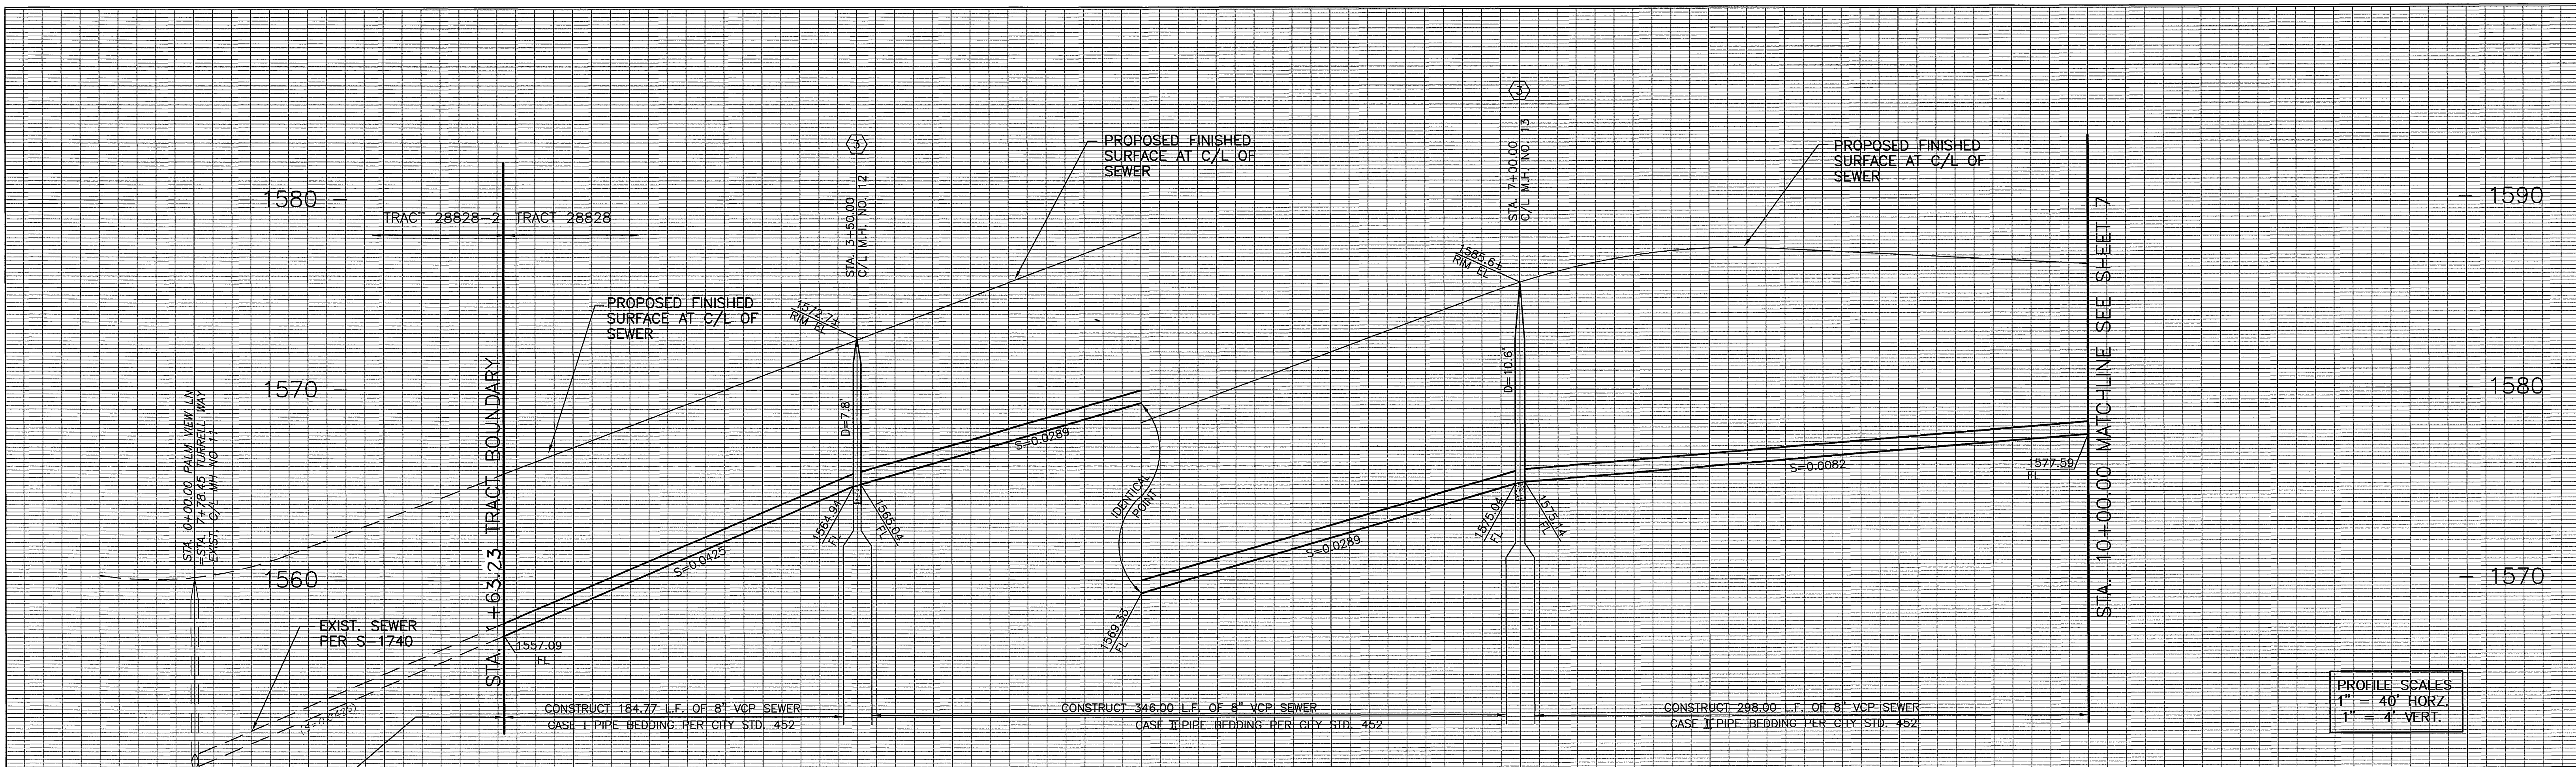 1580
1570
1560
TRACT 28828-2
TRACT 28828
STA. 0+00.00 PALM VIEW LN
=STA. 7+78.45 TURRELL WAY
EXIST. C/L MH NO 11
EXIST. SEWER
PER S-1740
(S=0.0425)
STA. 1+63.23 TRACT BOUNDARY
PROPOSED FINISHED
SURFACE AT C/L OF
SEWER
1557.09
FL
S=0.0425
CONSTRUCT 184.77 L.F. OF 8" VCP SEWER
CASE I PIPE BEDDING PER CITY STD. 452
3
STA. 3+50.00
C/L M.H. NO. 12
1572.7±
RIM EL
D=7.8'
1564.94
FL
1565.04
FL
S=0.0289
PROPOSED FINISHED
SURFACE AT C/L OF
SEWER
IDENTICAL
POINT
1569.33
FL
S=0.0289
CONSTRUCT 346.00 L.F. OF 8" VCP SEWER
CASE II PIPE BEDDING PER CITY STD. 452
3
STA. 7+00.00
C/L M.H. NO. 13
1585.6±
RIM EL
D=10.6'
1575.04
FL
1575.14
FL
S=0.0082
PROPOSED FINISHED
SURFACE AT C/L OF
SEWER
1577.59
FL
CONSTRUCT 298.00 L.F. OF 8" VCP SEWER
CASE II PIPE BEDDING PER CITY STD. 452
STA. 10+00.00 MATCHLINE SEE SHEET 7
1590
1580
1570
PROFILE SCALES
1" = 40' HORZ.
1" = 4' VERT.